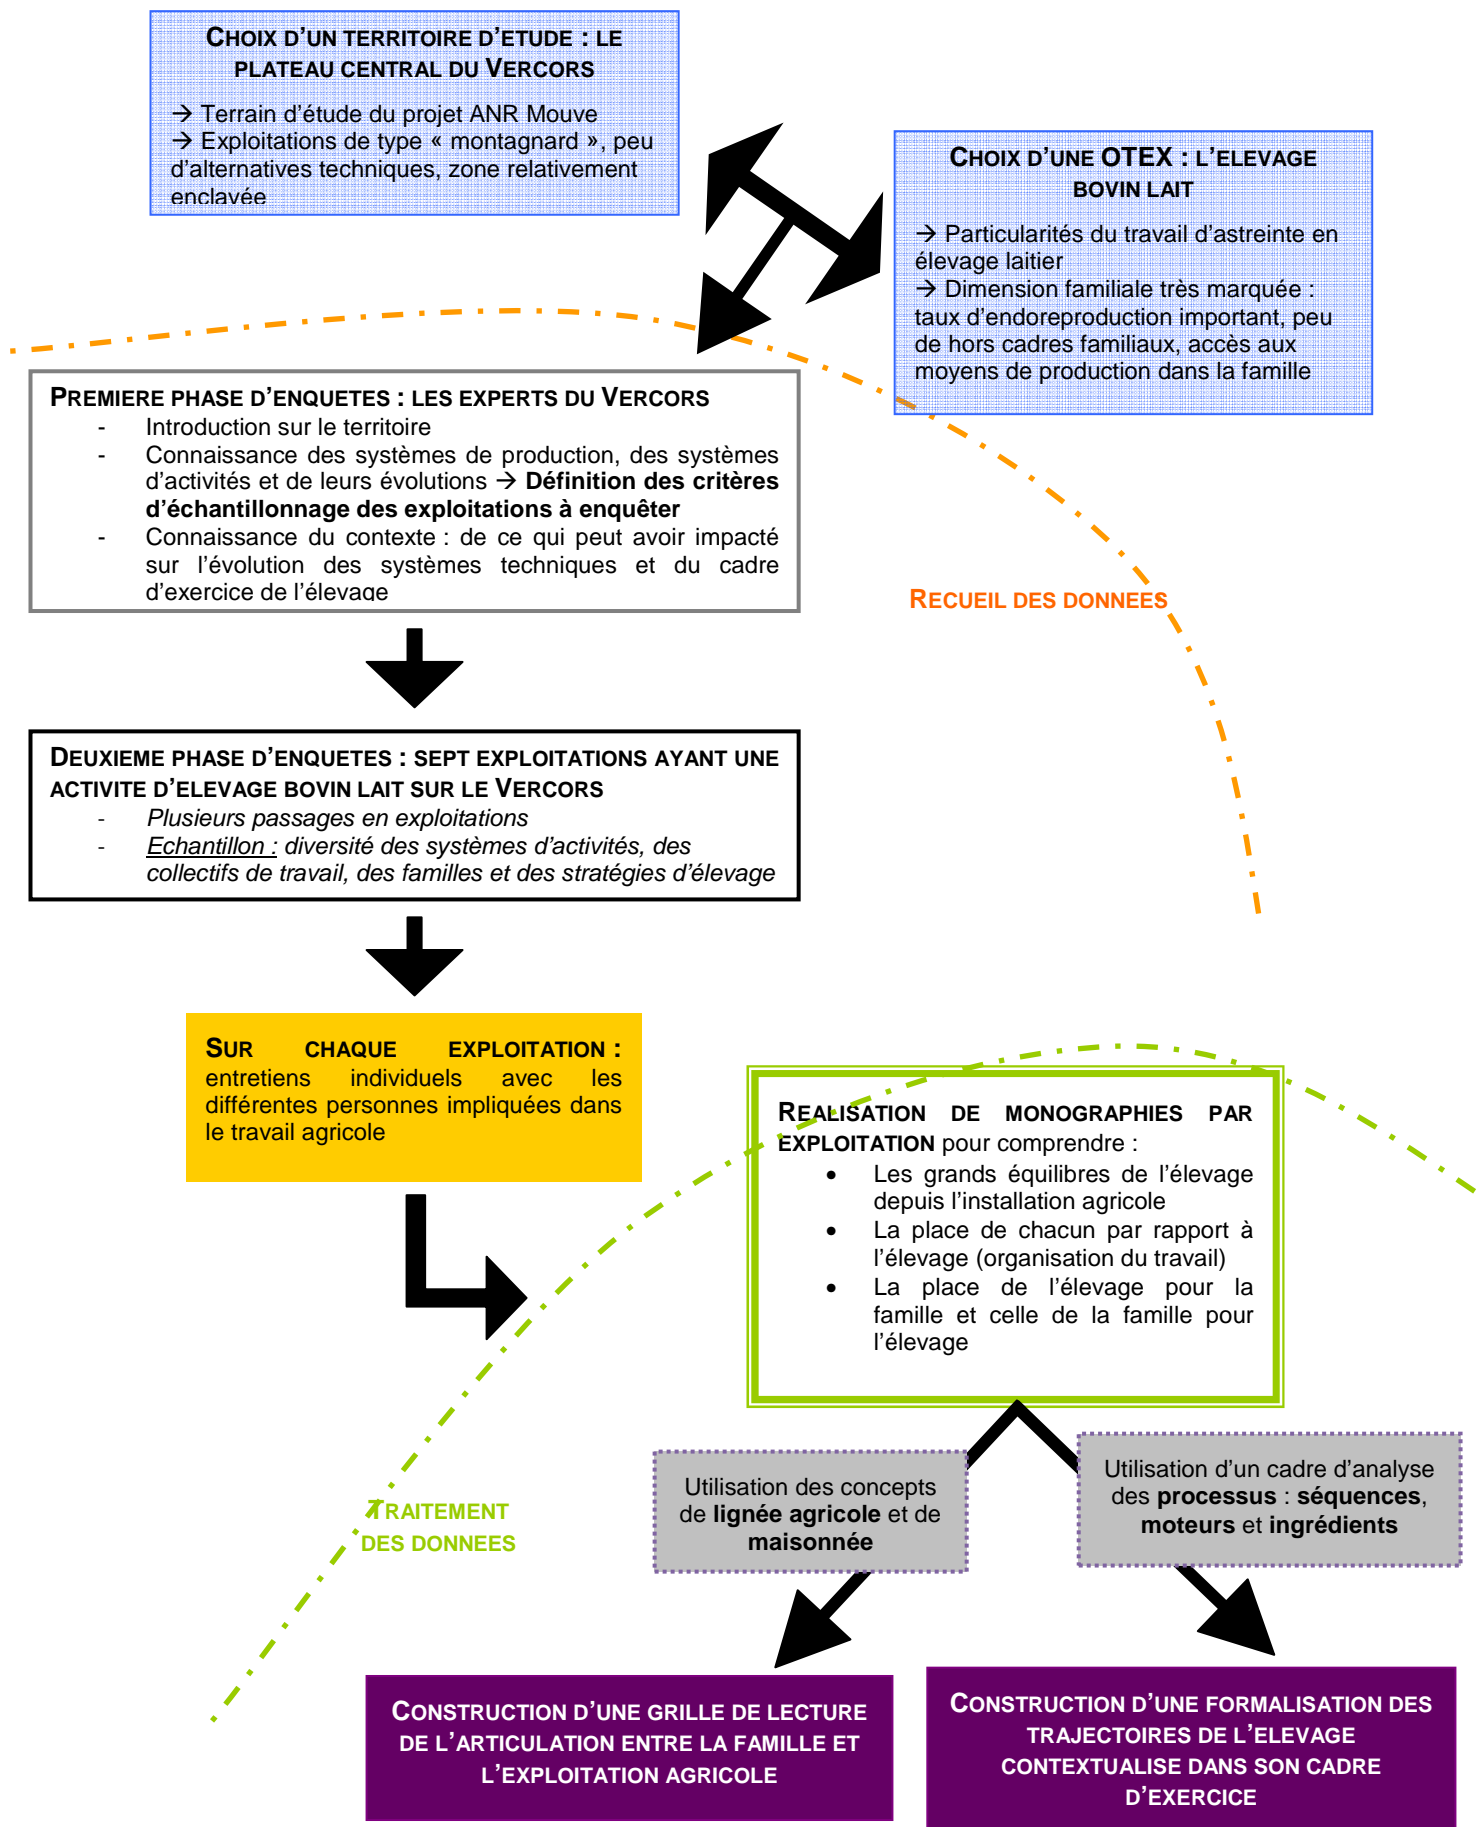 CHOIX D'UN TERRITOIRE D'ETUDE : LE
PLATEAU CENTRAL DU VERCORS
→ Terrain d'étude du projet ANR Mouve
→ Exploitations de type « montagnard », peu
d'alternatives techniques, zone relativement
enclavée
CHOIX D'UNE OTEX : L'ELEVAGE
BOVIN LAIT
→ Particularités du travail d'astreinte en
élevage laitier
→ Dimension familiale très marquée :
taux d'endoreproduction important, peu
de hors cadres familiaux, accès aux
moyens de production dans la famille
PREMIERE PHASE D'ENQUETES : LES EXPERTS DU VERCORS
- Introduction sur le territoire
- Connaissance des systèmes de production, des systèmes
d'activités et de leurs évolutions → Définition des critères
d'échantillonnage des exploitations à enquêter
- Connaissance du contexte : de ce qui peut avoir impacté
sur l'évolution des systèmes techniques et du cadre
d'exercice de l'élevage
RECUEIL DES DONNEES
DEUXIEME PHASE D'ENQUETES : SEPT EXPLOITATIONS AYANT UNE
ACTIVITE D'ELEVAGE BOVIN LAIT SUR LE VERCORS
- Plusieurs passages en exploitations
- Echantillon : diversité des systèmes d'activités, des
collectifs de travail, des familles et des stratégies d'élevage
SUR CHAQUE EXPLOITATION :
entretiens individuels avec les
différentes personnes impliquées dans
le travail agricole
REALISATION DE MONOGRAPHIES PAR
EXPLOITATION pour comprendre :
• Les grands équilibres de l'élevage
depuis l'installation agricole
• La place de chacun par rapport à
l'élevage (organisation du travail)
• La place de l'élevage pour la
famille et celle de la famille pour
l'élevage
Utilisation des concepts
de lignée agricole et de
maisonnée
Utilisation d'un cadre d'analyse
des processus : séquences,
moteurs et ingrédients
TRAITEMENT
DES DONNEES
CONSTRUCTION D'UNE GRILLE DE LECTURE
DE L'ARTICULATION ENTRE LA FAMILLE ET
L'EXPLOITATION AGRICOLE
CONSTRUCTION D'UNE FORMALISATION DES
TRAJECTOIRES DE L'ELEVAGE
CONTEXTUALISE DANS SON CADRE
D'EXERCICE